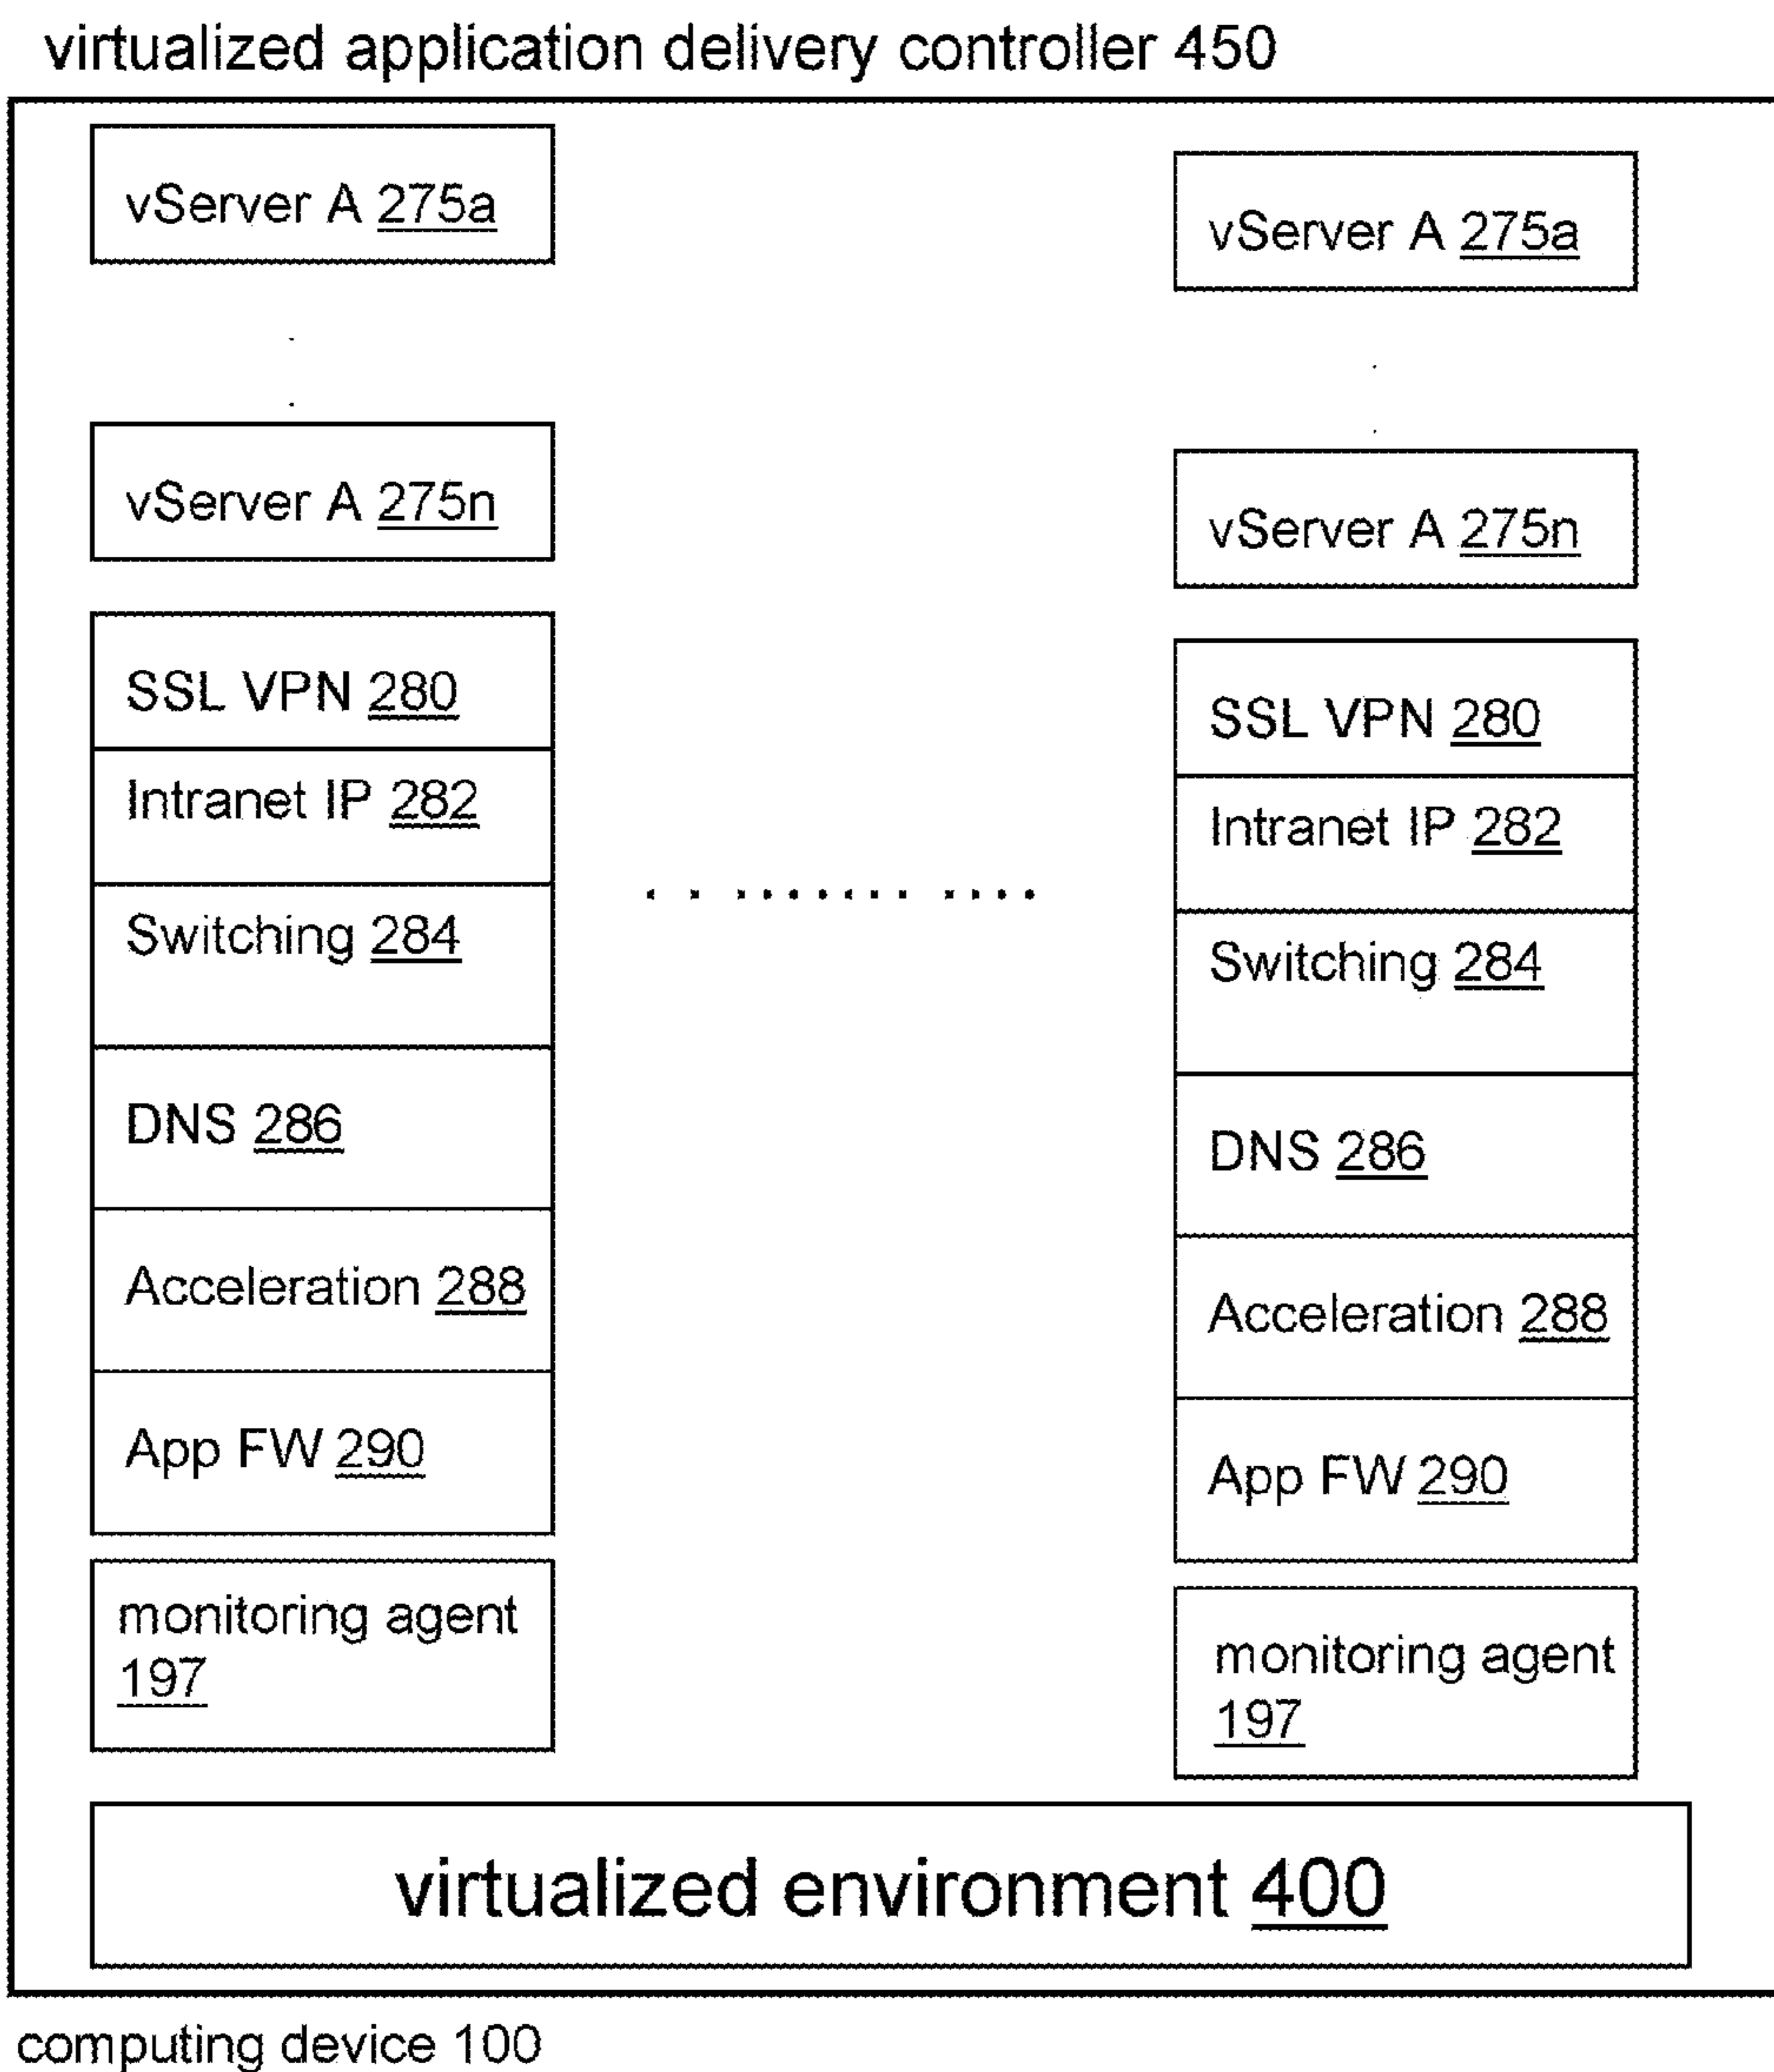 virtualized application delivery controller 450
vServer A 275a
vServer A 275n
SSL VPN 280
Intranet IP 282
Switching 284
DNS 286
Acceleration 288
App FW 290
monitoring agent
197
vServer A 275a
vServer A 275n
SSL VPN 280
Intranet IP 282
Switching 284
DNS 286
Acceleration 288
App FW 290
monitoring agent
197
virtualized environment 400
computing device 100